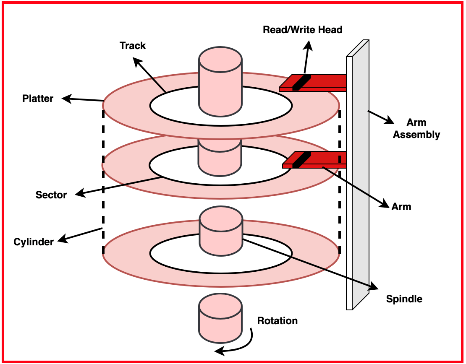 Read/Write Head
Track
Platter
Arm
Assembly
Sector
Arm
Cylinder
Spindle
Rotation